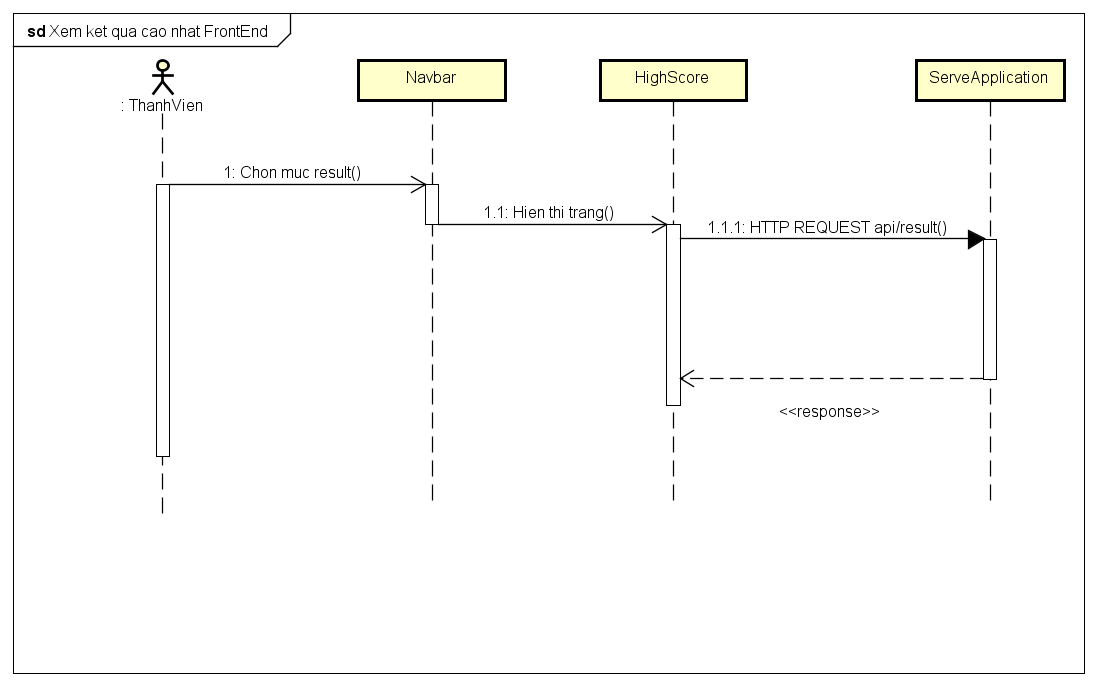 sd Xem ket qua cao nhat FrontEnd
: ThanhVien
Navbar
HighScore
ServeApplication
1: Chon muc result()
1.1: Hien thi trang()
1.1.1: HTTP REQUEST api/result()
<<response>>